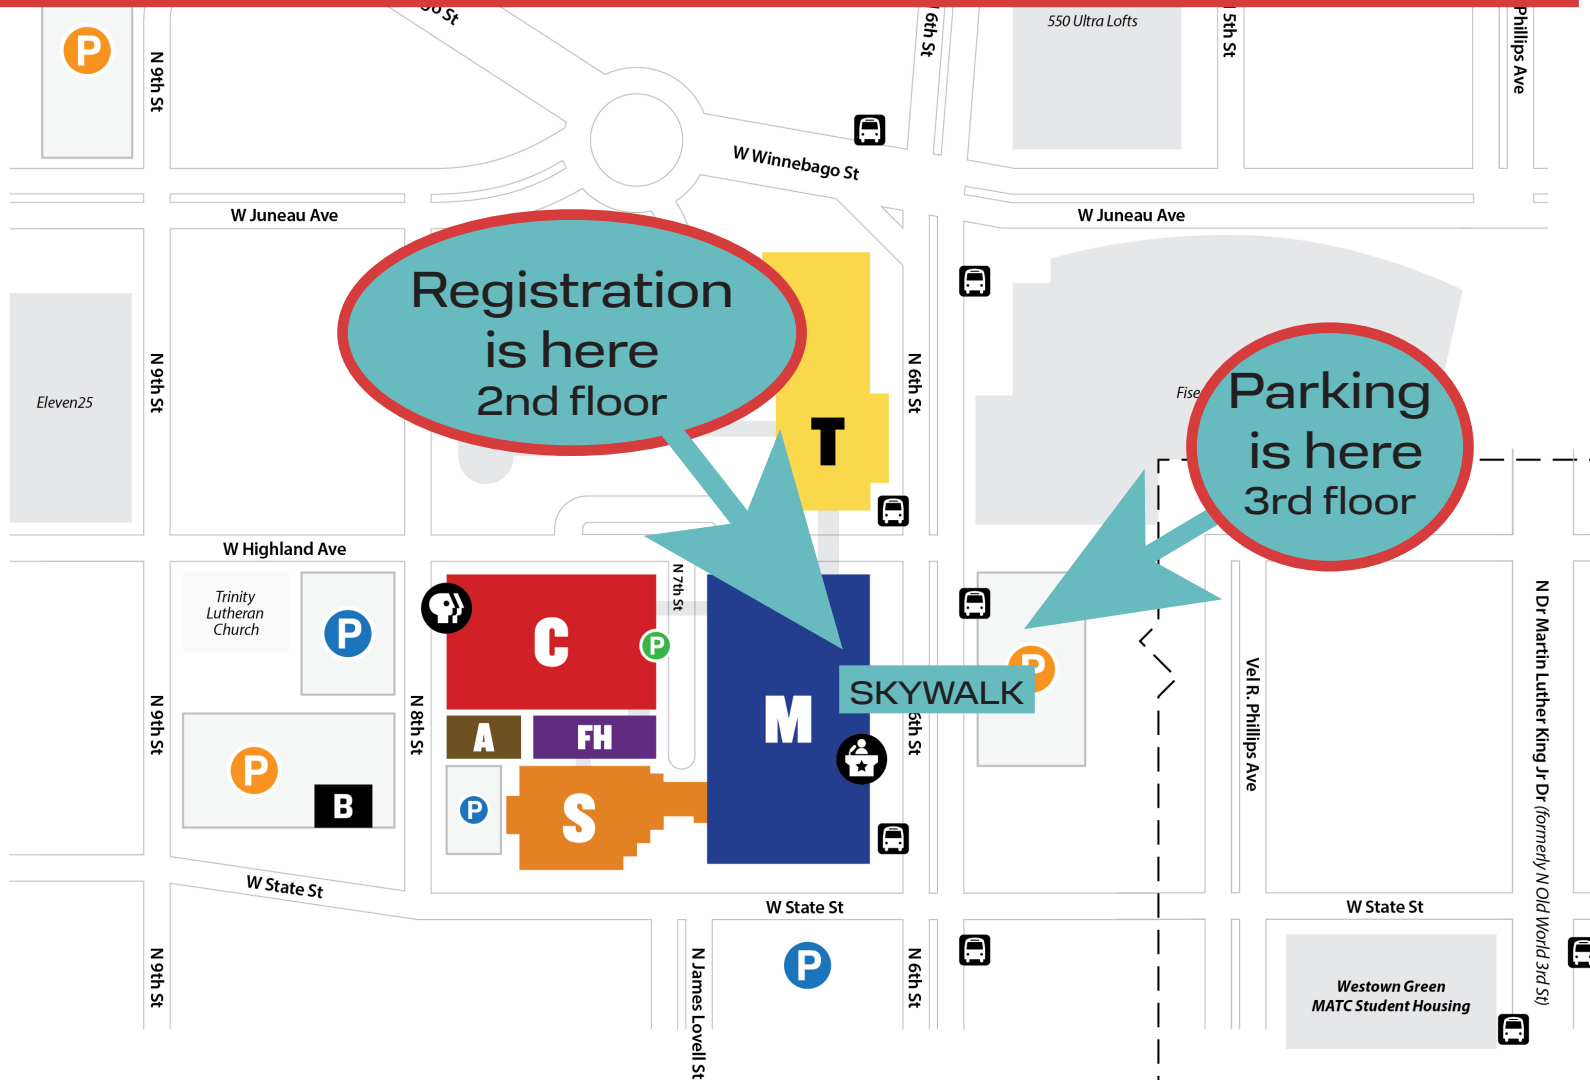 go St
N 6th St
550 Ultra Lofts
N 5th St
Phillips Ave
P
N 9th St
W Winnebago St
W Juneau Ave
W Juneau Ave
Registration
is here
2nd floor
Parking
is here
3rd floor
Eleven25
N 9th St
N 6th St
Fise
T
W Highland Ave
Trinity
Lutheran
Church
P
N 7th St
C
P
M
SKYWALK
P
A
FH
N 8th St
N 9th St
6th St
Vel R. Phillips Ave
N Dr Martin Luther King Jr Dr (formerly N Old World 3rd St)
P
B
P
S
W State St
W State St
W State St
N 9th St
N James Lovell St
P
N 6th St
Westown Green
MATC Student Housing